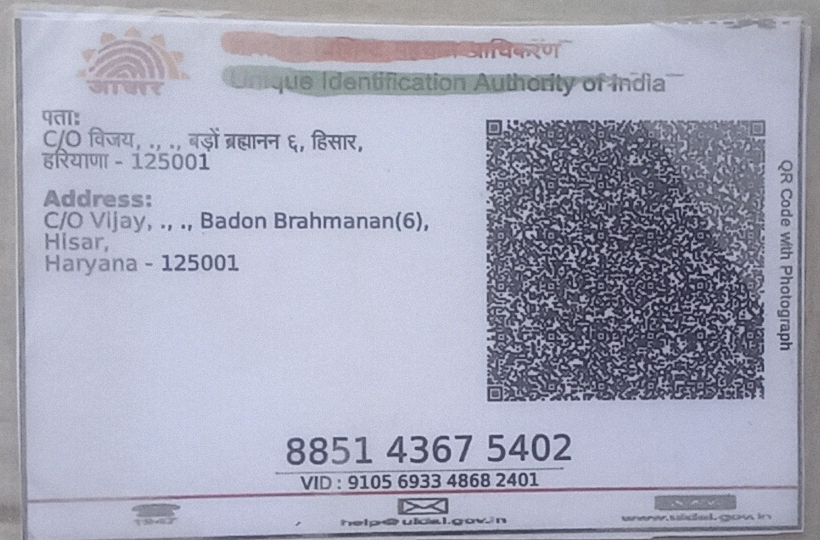 आधार
प्राधिकरण
Unique Identification Authority of India
पता:
C/O विजय, ., ., बड़ों ब्रह्मानन ६, हिसार,
हरियाणा - 125001
Address:
C/O Vijay, ., ., Badon Brahmanan(6),
Hisar,
Haryana - 125001
QR Code with Photograph
8851 4367 5402
VID : 9105 6933 4868 2401
1947
help@uidai.gov.in
www.uidai.gov.in